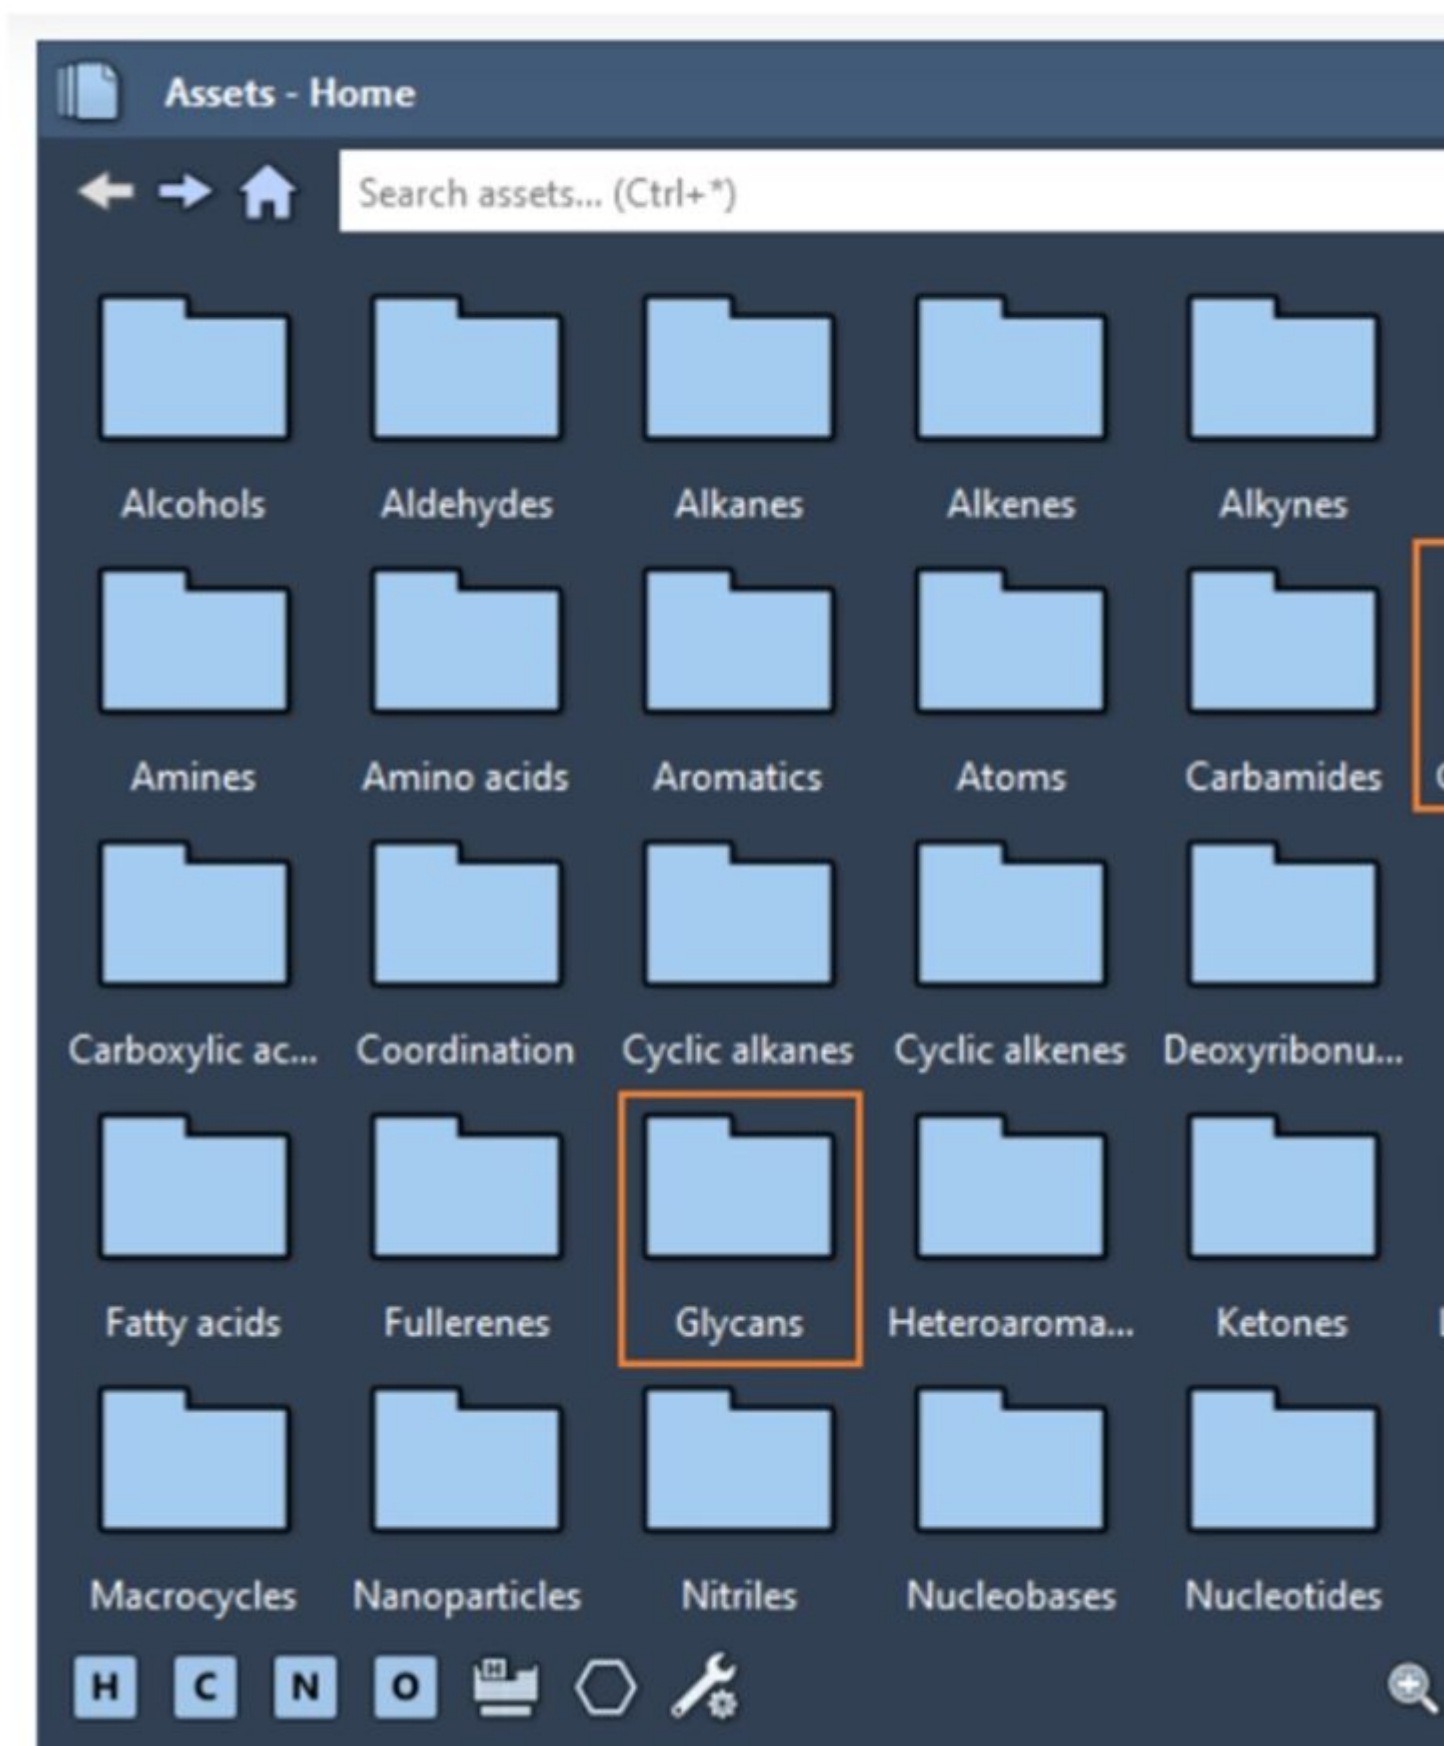 Assets - Home
Search assets... (Ctrl+*)
Alcohols Aldehydes Alkanes Alkenes Alkynes
Amines Amino acids Aromatics Atoms Carbamides
Carboxylic ac... Coordination Cyclic alkanes Cyclic alkenes Deoxyribonu...
Fatty acids Fullerenes Glycans Heteroaroma... Ketones
Macrocycles Nanoparticles Nitriles Nucleobases Nucleotides
H C N O H